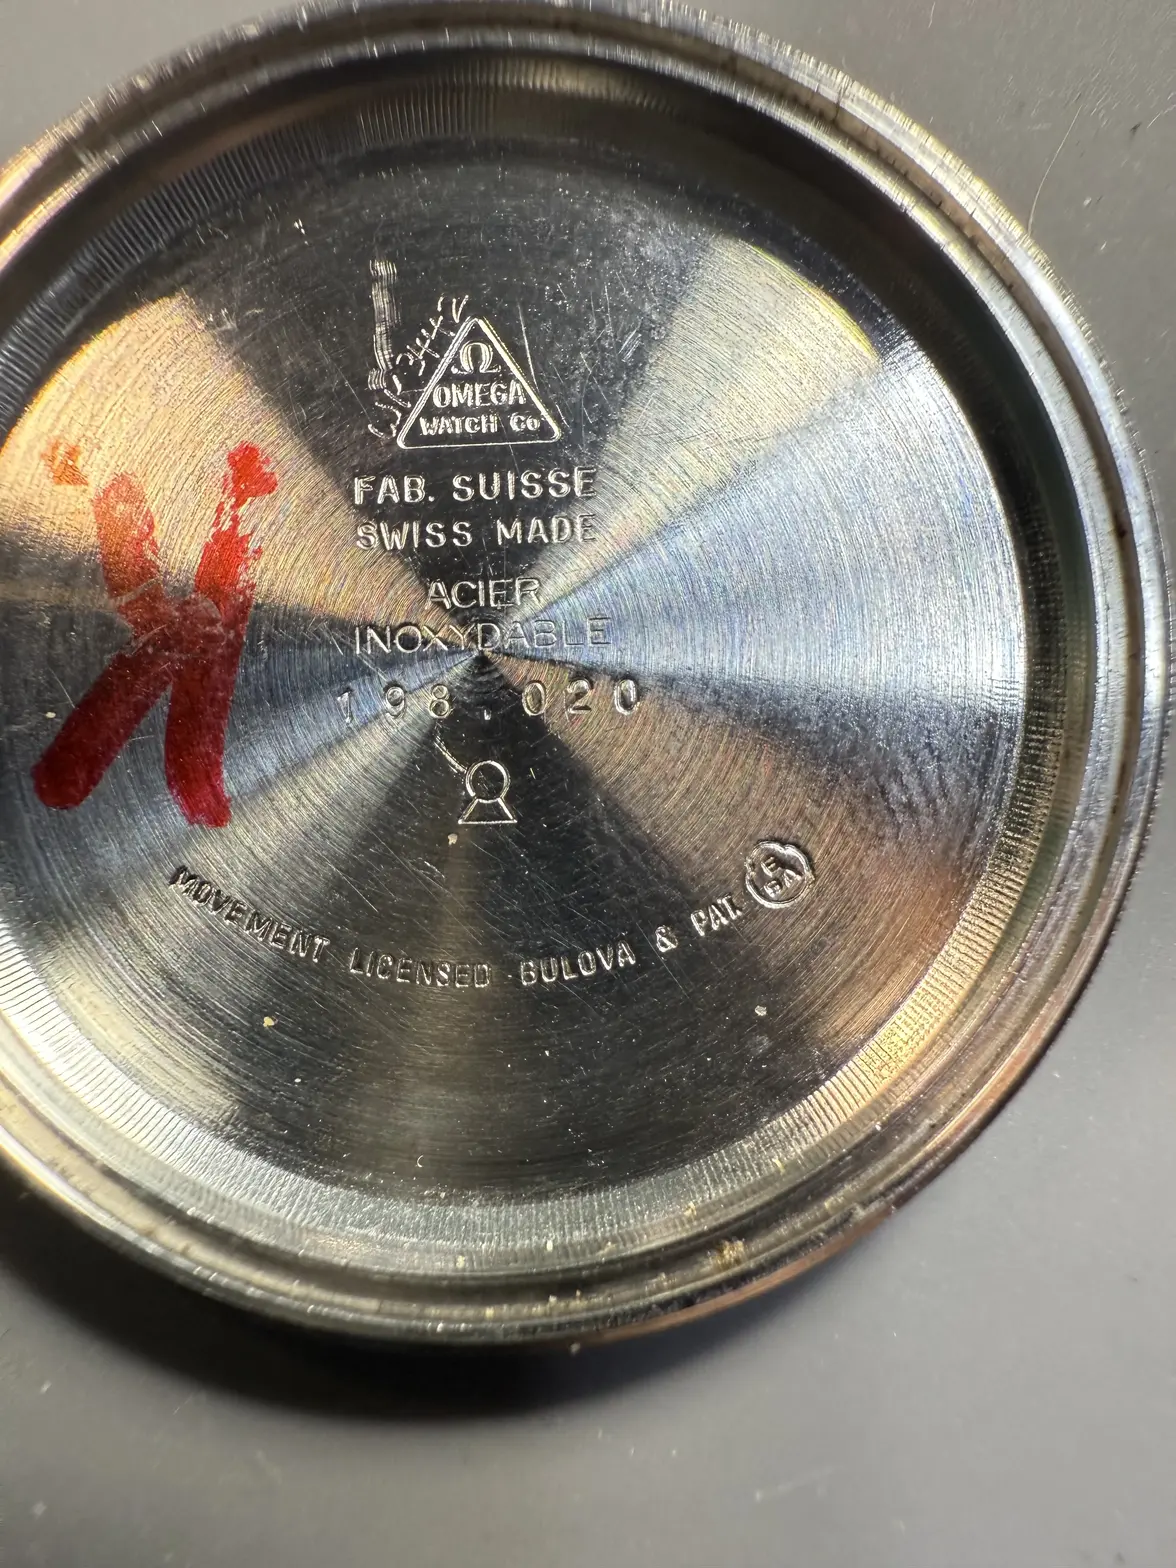 Ω
OMEGA
WATCH Co
FAB. SUISSE
SWISS MADE
ACIER
INOXYDABLE
198.020
MOVEMENT LICENSED BULOVA & PAT.